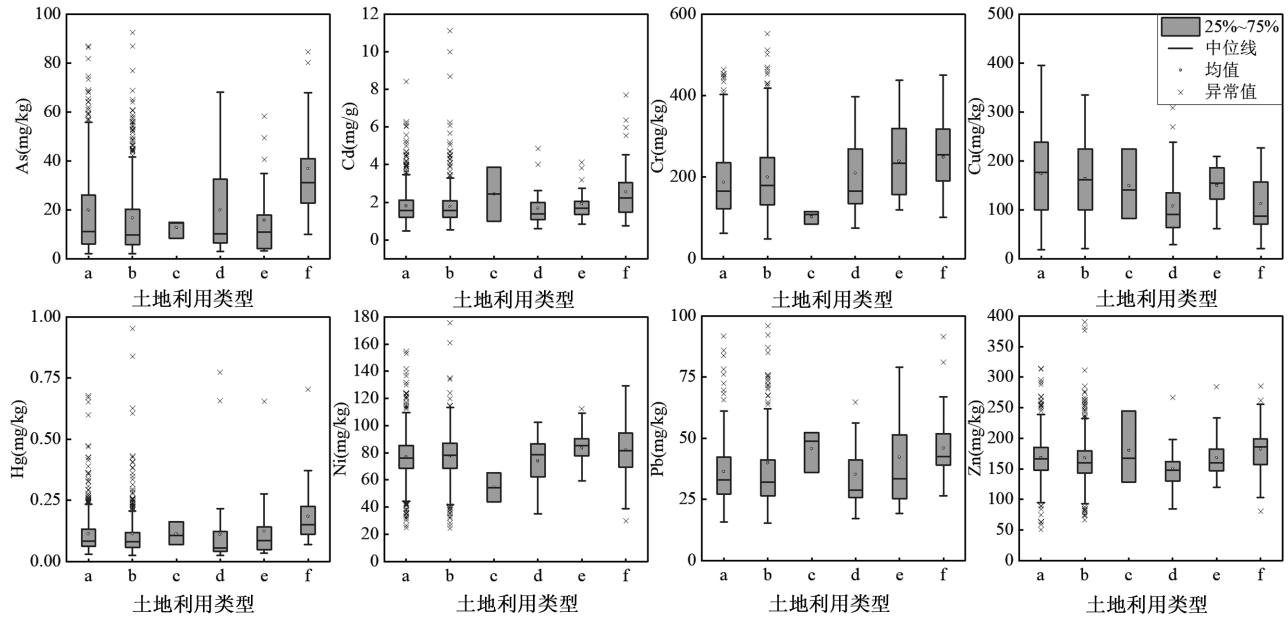 As(mg/kg)
100
80
60
40
20
0
a b c d e f
土地利用类型
Cd(mg/g)
12
10
8
6
4
2
0
a b c d e f
土地利用类型
Cr(mg/kg)
600
400
200
0
a b c d e f
土地利用类型
Cu(mg/kg)
500
400
300
200
100
0
25%~75%
中位线
均值
异常值
a b c d e f
土地利用类型
Hg(mg/kg)
1.00
0.75
0.50
0.25
0.00
a b c d e f
土地利用类型
Ni(mg/kg)
180
160
140
120
100
80
60
40
20
0
a b c d e f
土地利用类型
Pb(mg/kg)
100
75
50
25
0
a b c d e f
土地利用类型
Zn(mg/kg)
400
350
300
250
200
150
100
50
0
a b c d e f
土地利用类型